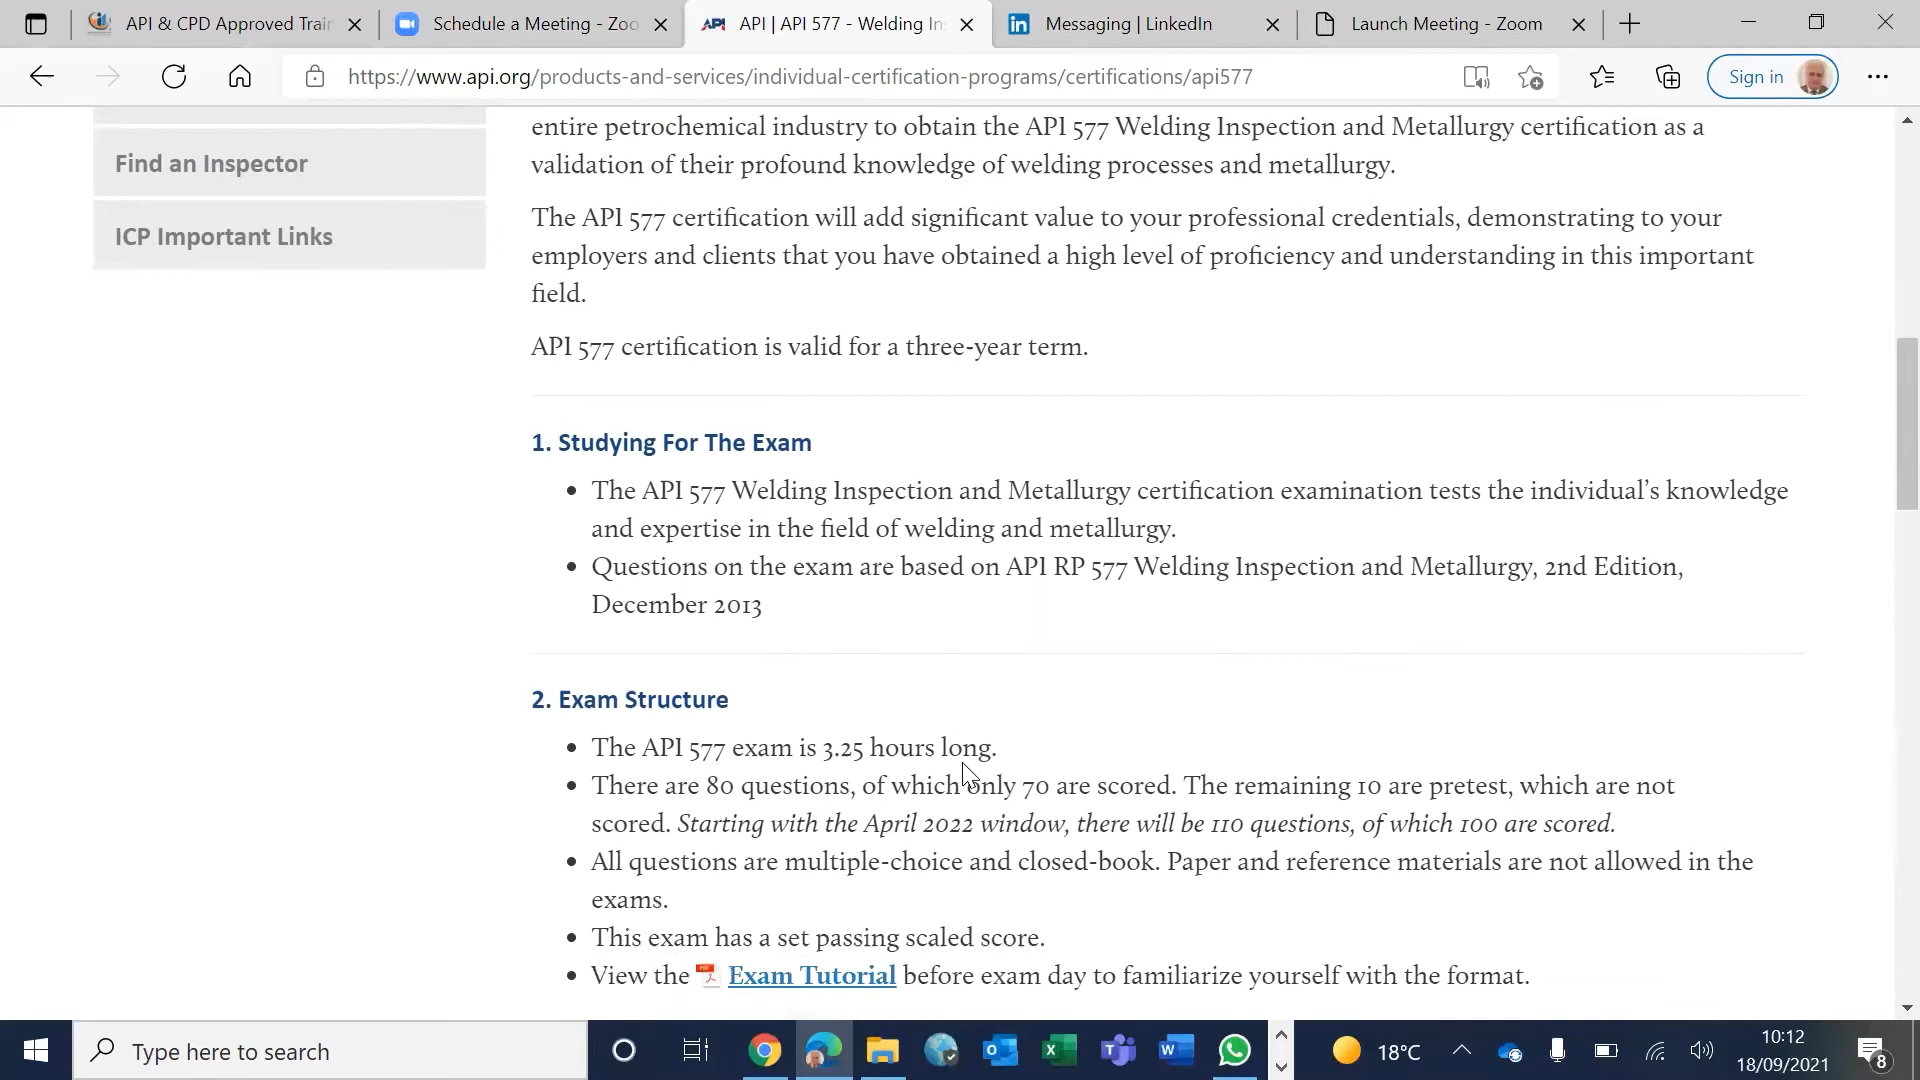 API & CPD Approved Train
Schedule a Meeting - Zoo
API | API 577 - Welding In
Messaging | LinkedIn
Launch Meeting - Zoom
https://www.api.org/products-and-services/individual-certification-programs/certifications/api577
Sign in
entire petrochemical industry to obtain the API 577 Welding Inspection and Metallurgy certification as a
validation of their profound knowledge of welding processes and metallurgy.
Find an Inspector
ICP Important Links
The API 577 certification will add significant value to your professional credentials, demonstrating to your
employers and clients that you have obtained a high level of proficiency and understanding in this important
field.
API 577 certification is valid for a three-year term.
1. Studying For The Exam
• The API 577 Welding Inspection and Metallurgy certification examination tests the individual’s knowledge
and expertise in the field of welding and metallurgy.
• Questions on the exam are based on API RP 577 Welding Inspection and Metallurgy, 2nd Edition,
December 2013
2. Exam Structure
• The API 577 exam is 3.25 hours long.
• There are 80 questions, of which only 70 are scored. The remaining 10 are pretest, which are not
scored. Starting with the April 2022 window, there will be 110 questions, of which 100 are scored.
• All questions are multiple-choice and closed-book. Paper and reference materials are not allowed in the
exams.
• This exam has a set passing scaled score.
• View the Exam Tutorial before exam day to familiarize yourself with the format.
Type here to search
18°C
10:12
18/09/2021
8